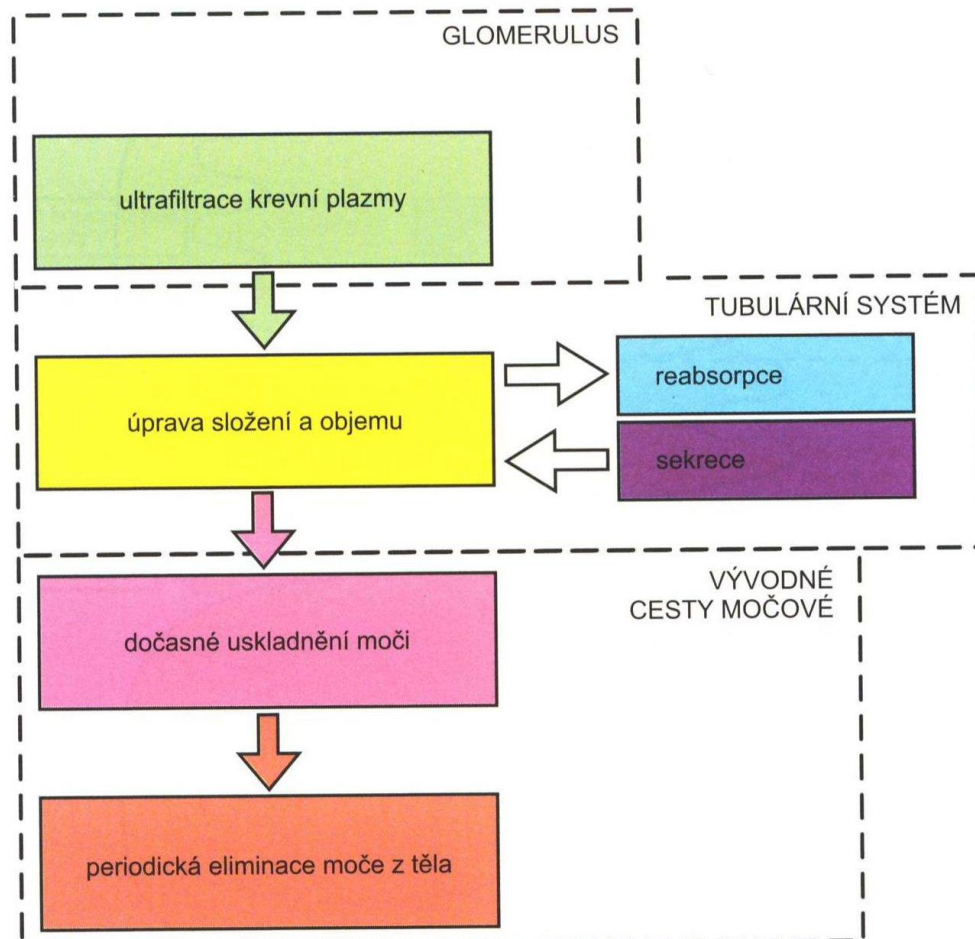 GLOMERULUS
ultrafiltrace krevní plazmy
TUBULÁRNÍ SYSTÉM
úprava složení a objemu
reabsorpce
sekrece
VÝVODNÉ
CESTY MOČOVÉ
dočasné uskladnění moči
periodická eliminace moče z těla